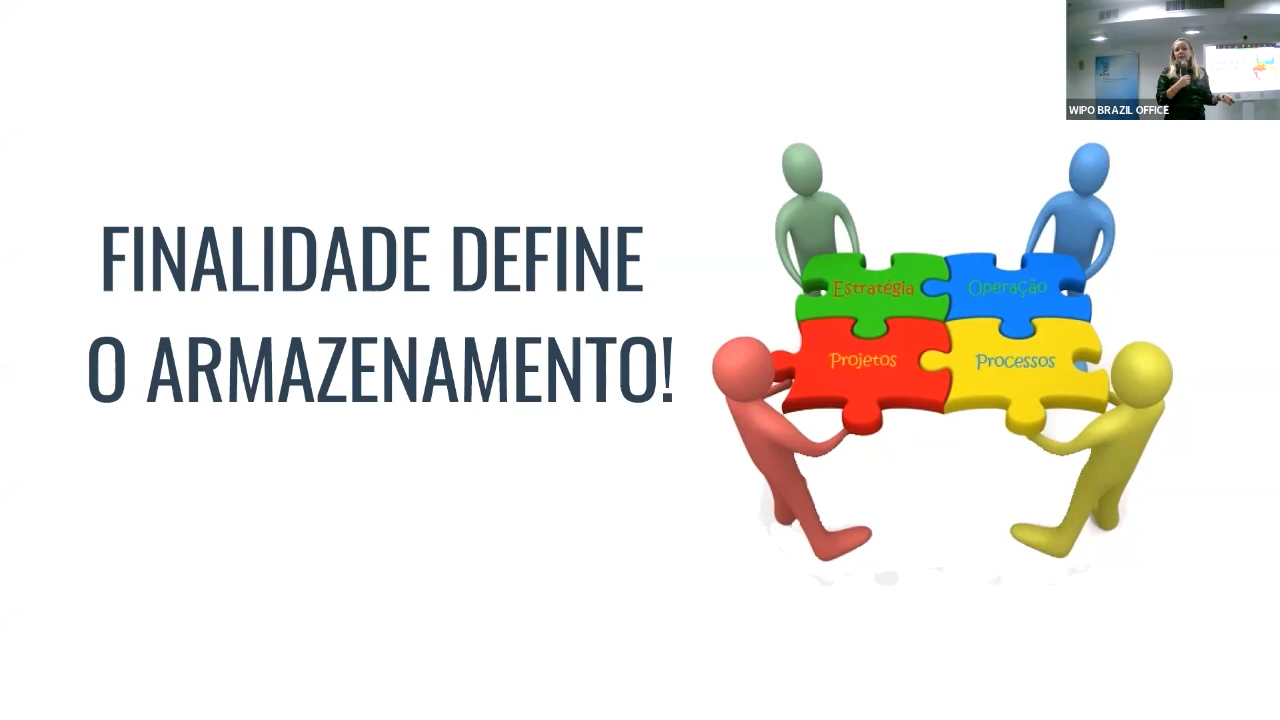 WIPO BRAZIL OFFICE
FINALIDADE DEFINE
O ARMAZENAMENTO!
Estratégia
Operação
Projetos
Processos